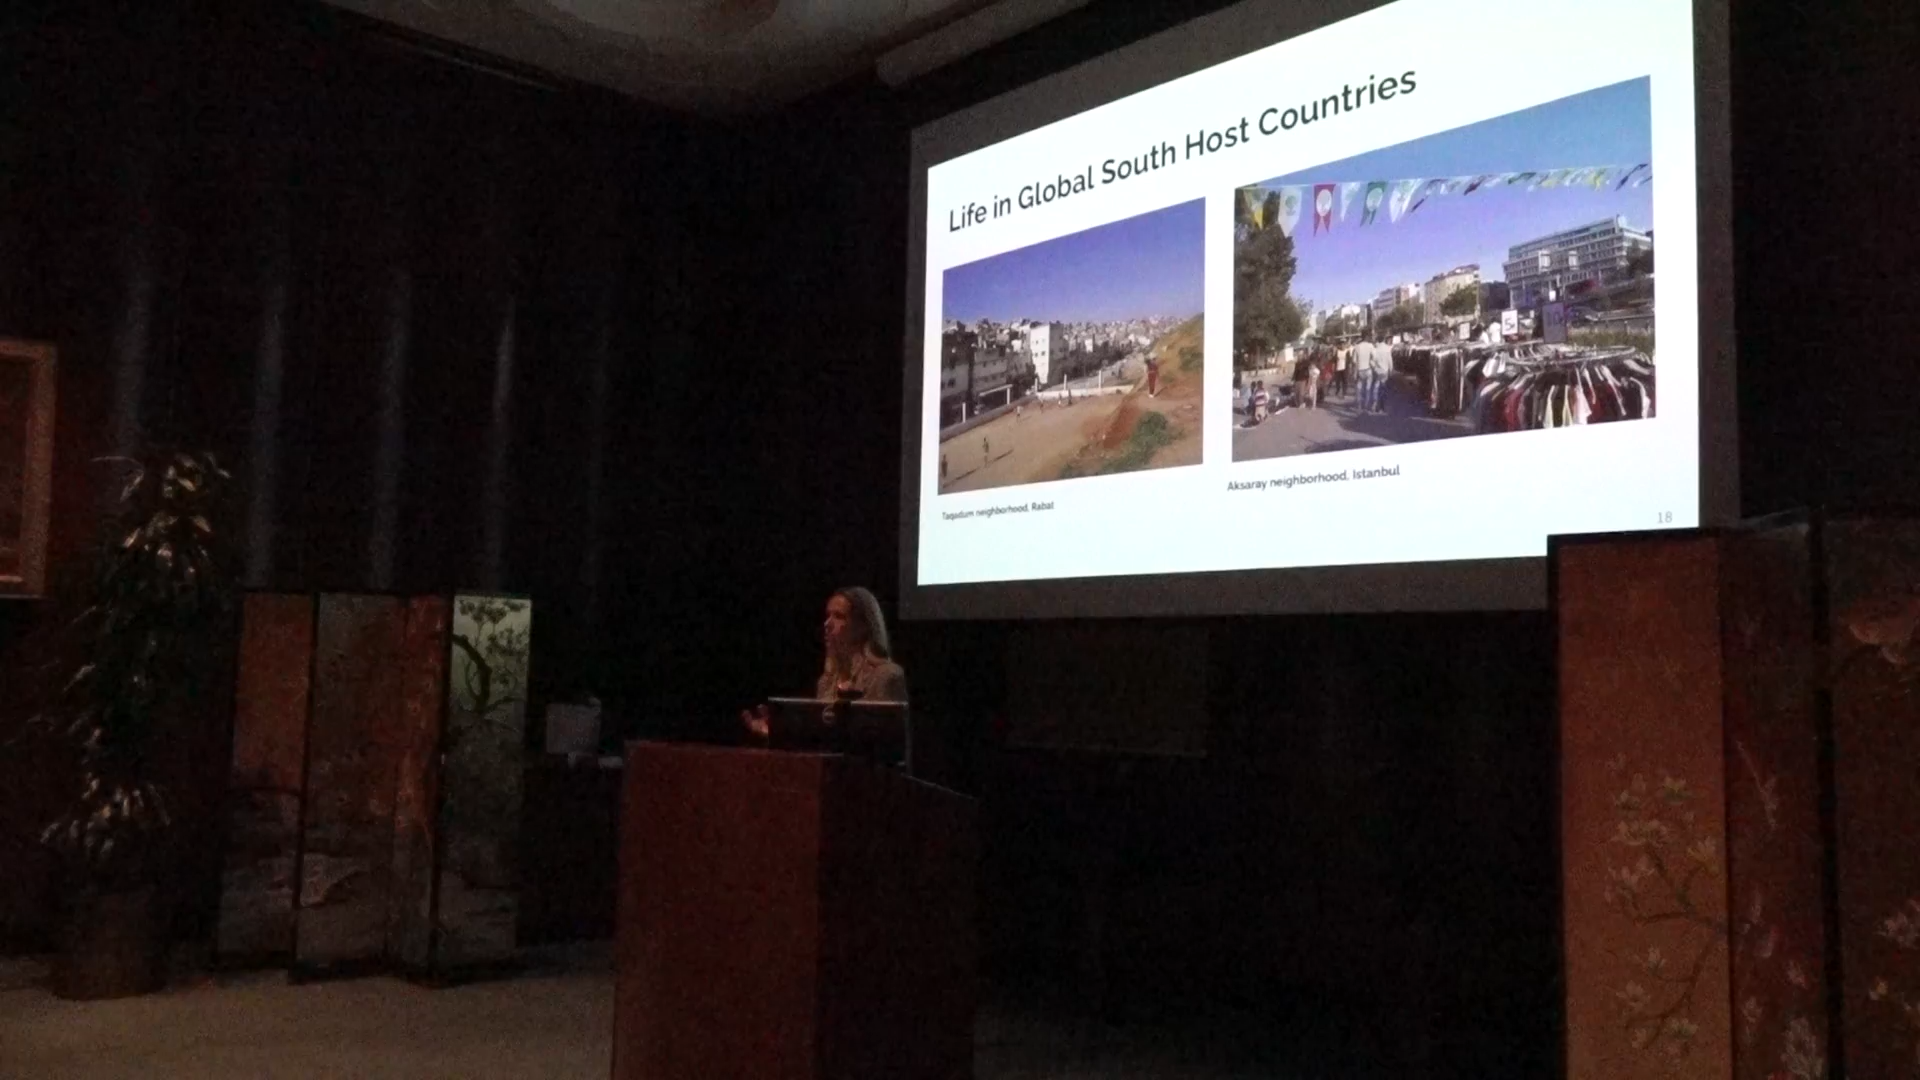 Life in Global South Host Countries
Taqadum neighborhood, Rabat
Aksaray neighborhood, Istanbul
18